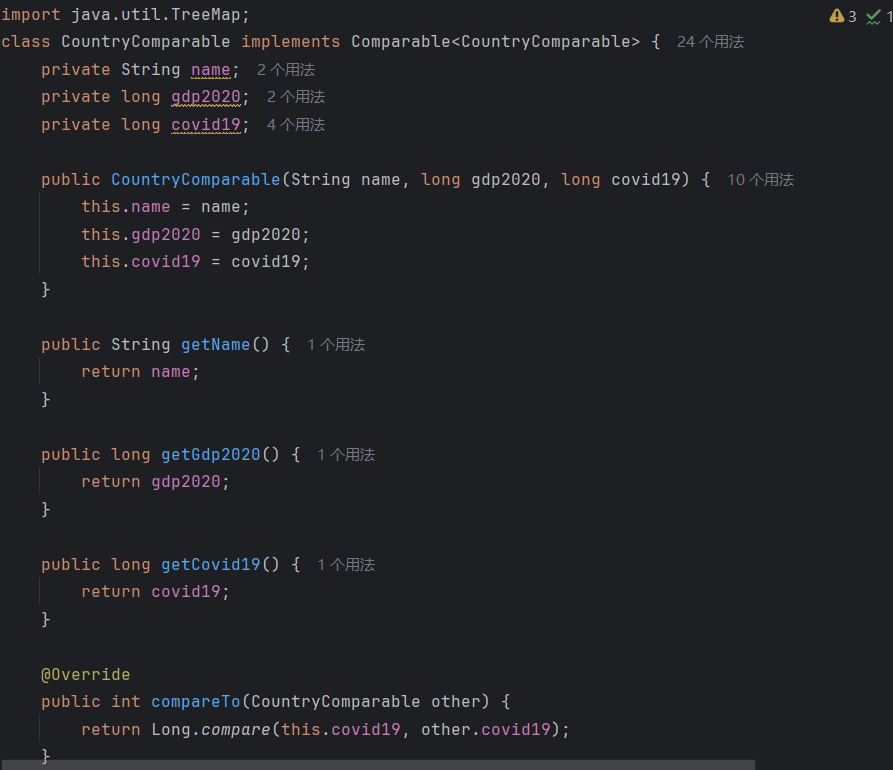 import java.util.TreeMap;
3 1
class CountryComparable implements Comparable<CountryComparable> { 24 个用法
private String name; 2 个用法
private long gdp2020; 2 个用法
private long covid19; 4 个用法
public CountryComparable(String name, long gdp2020, long covid19) { 10 个用法
this.name = name;
this.gdp2020 = gdp2020;
this.covid19 = covid19;
}
public String getName() { 1 个用法
return name;
}
public long getGdp2020() { 1 个用法
return gdp2020;
}
public long getCovid19() { 1 个用法
return covid19;
}
@Override
public int compareTo(CountryComparable other) {
return Long.compare(this.covid19, other.covid19);
}